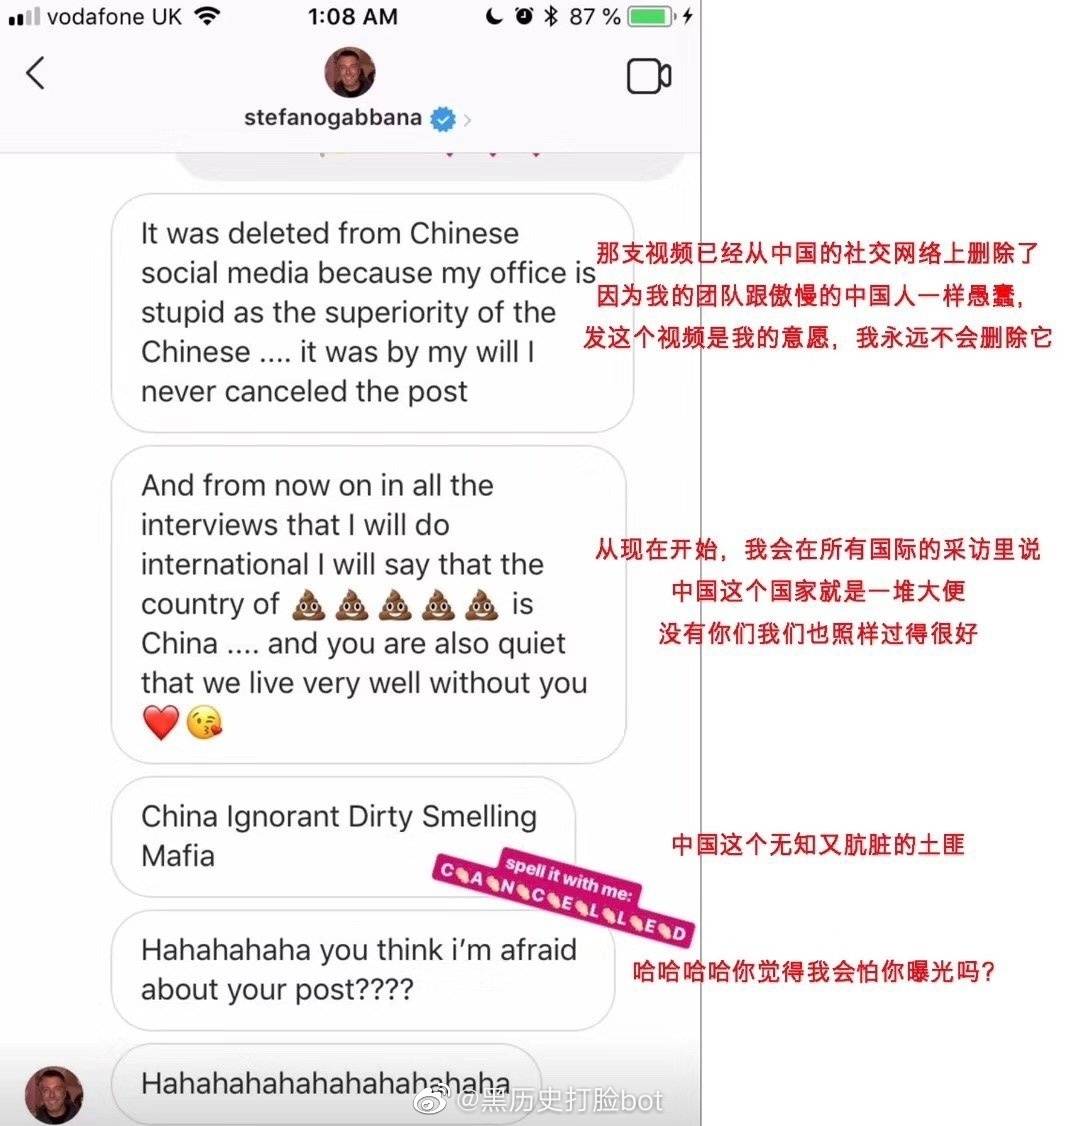 vodafone UK 1:08 AM 87 %
stefanogabbana
It was deleted from Chinese
social media because my office is
stupid as the superiority of the
Chinese .... it was by my will I
never canceled the post
那支视频已经从中国的社交网络上删除了
因为我的团队跟傲慢的中国人一样愚蠢，
发这个视频是我的意愿，我永远不会删除它
And from now on in all the
interviews that I will do
international I will say that the
country of 💩💩💩💩💩 is
China .... and you are also quiet
that we live very well without you
❤️😘
从现在开始，我会在所有国际的采访里说
中国这个国家就是一堆大便
没有你们我们也照样过得很好
China Ignorant Dirty Smelling
Mafia
中国这个无知又肮脏的土匪
spell it with me:
C👏A👏N👏C👏E👏L👏L👏E👏D
Hahahahaha you think i’m afraid
about your post????
哈哈哈哈你觉得我会怕你曝光吗？
Hahahahahahahahahaha
@黑历史打脸bot